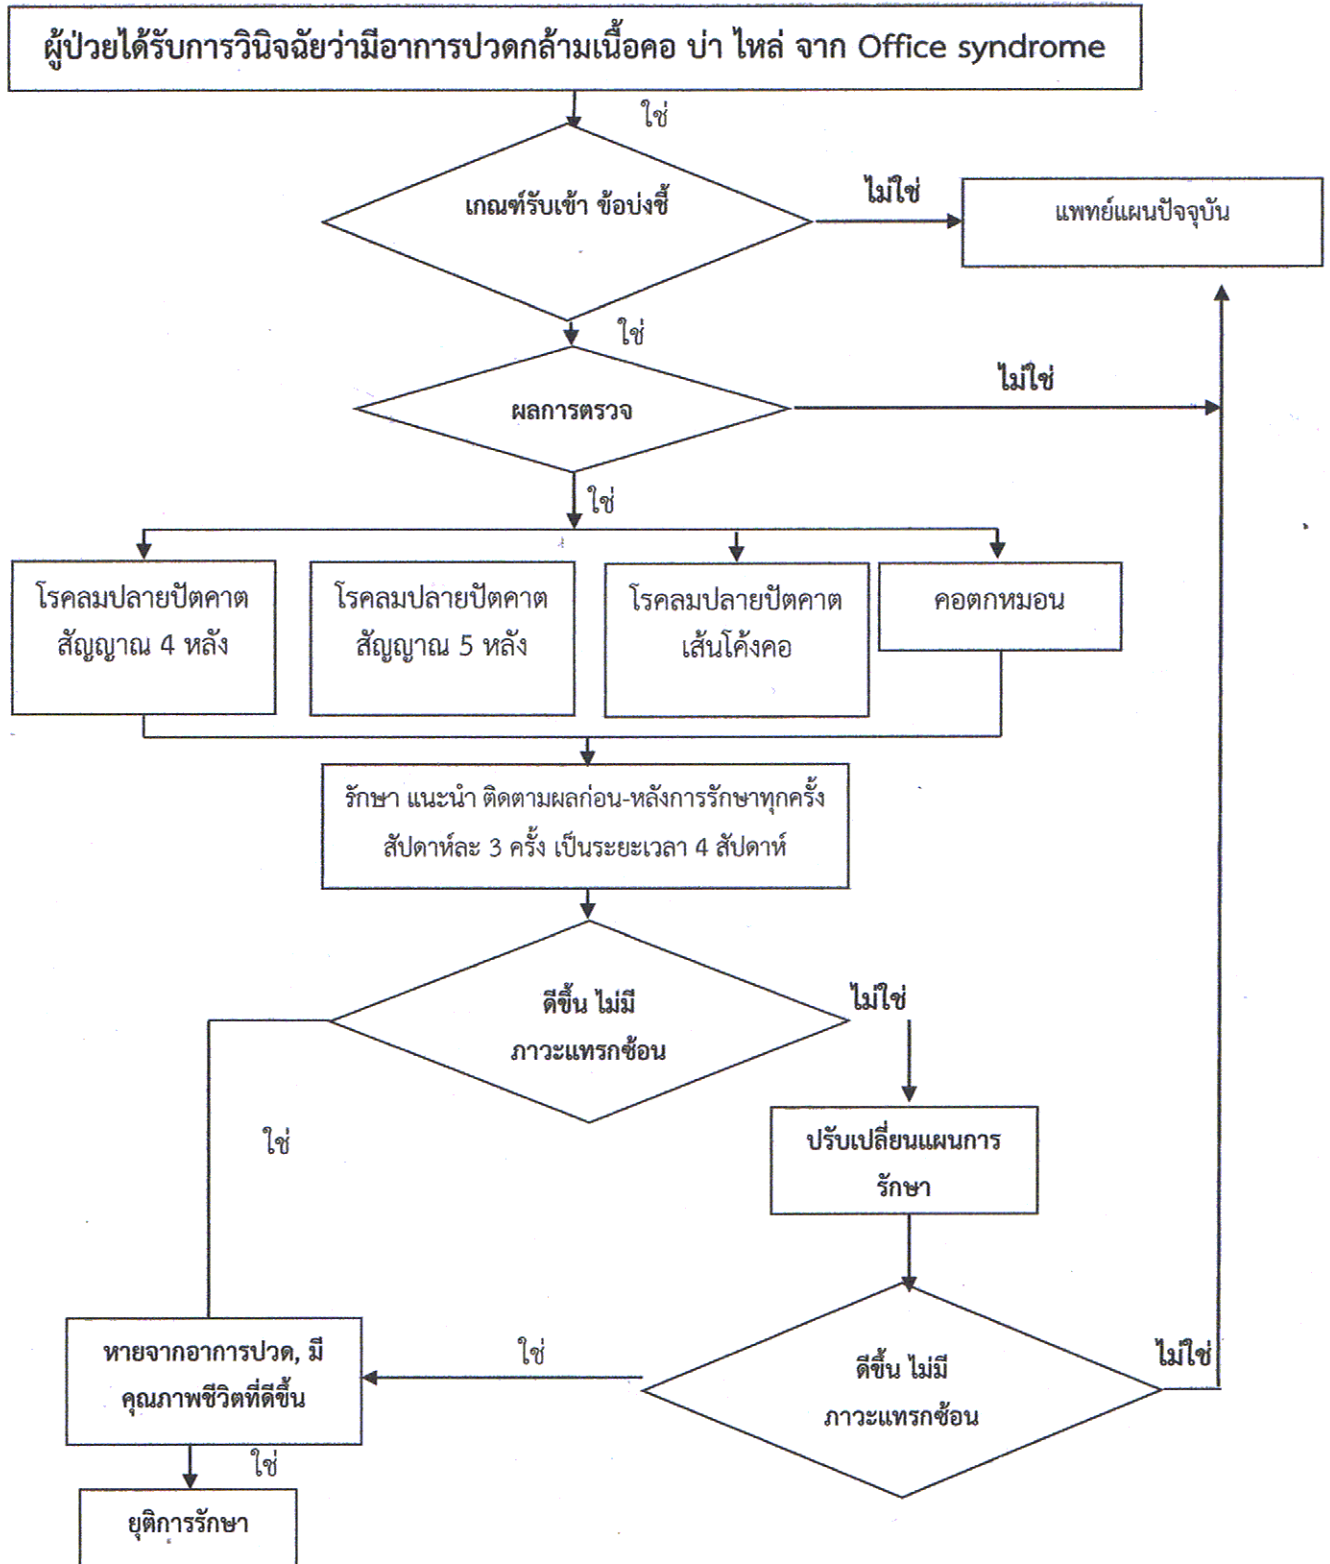 ผู้ป่วยได้รับการวินิจฉัยว่ามีอาการปวดกล้ามเนื้อคอ บ่า ไหล่ จาก Office syndrome
ใช่
เกณฑ์รับเข้า ข้อบ่งชี้
ไม่ใช่
แพทย์แผนปัจจุบัน
ใช่
ผลการตรวจ
ไม่ใช่
ใช่
โรคลมปลายปัตคาต
สัญญาณ 4 หลัง
โรคลมปลายปัตคาต
สัญญาณ 5 หลัง
โรคลมปลายปัตคาต
เส้นโค้งคอ
คอตกหมอน
รักษา แนะนำ ติดตามผลก่อน-หลังการรักษาทุกครั้ง
สัปดาห์ละ 3 ครั้ง เป็นระยะเวลา 4 สัปดาห์
ดีขึ้น ไม่มี
ภาวะแทรกซ้อน
ไม่ใช่
ใช่
ปรับเปลี่ยนแผนการ
รักษา
หายจากอาการปวด, มี
คุณภาพชีวิตที่ดีขึ้น
ใช่
ดีขึ้น ไม่มี
ภาวะแทรกซ้อน
ไม่ใช่
ใช่
ยุติการรักษา